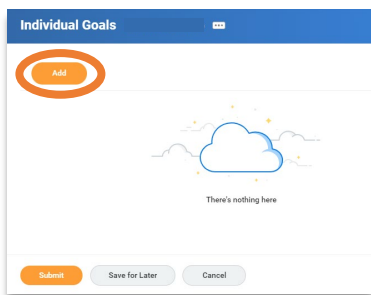 Individual Goals
Add
There's nothing here
Submit Save for Later Cancel